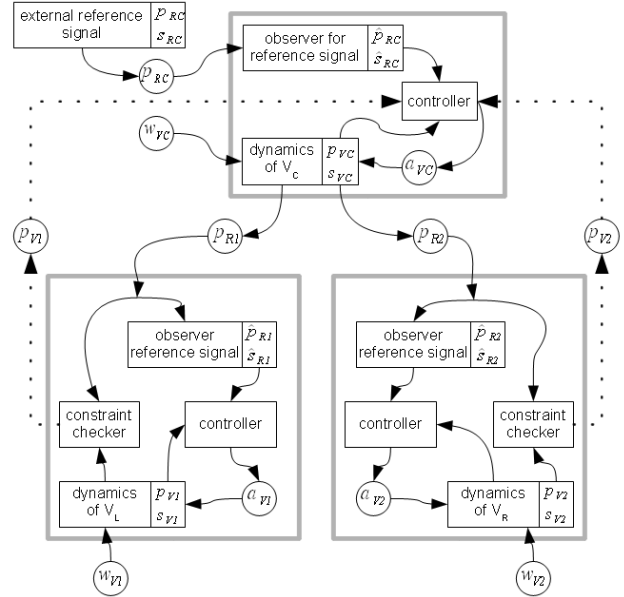 external reference p_RC
signal s_RC
observer for p̂_RC
reference signal ŝ_RC
p_RC
controller
w_VC
dynamics p_VC
of V_C s_VC
a_VC
p_V1
p_R1
p_R2
p_V2
observer p̂_R1
reference signal ŝ_R1
observer p̂_R2
reference signal ŝ_R2
constraint
checker
controller
controller
constraint
checker
dynamics p_V1
of V_L s_V1
a_V1
a_V2
dynamics p_V2
of V_R s_V2
w_V1
w_V2